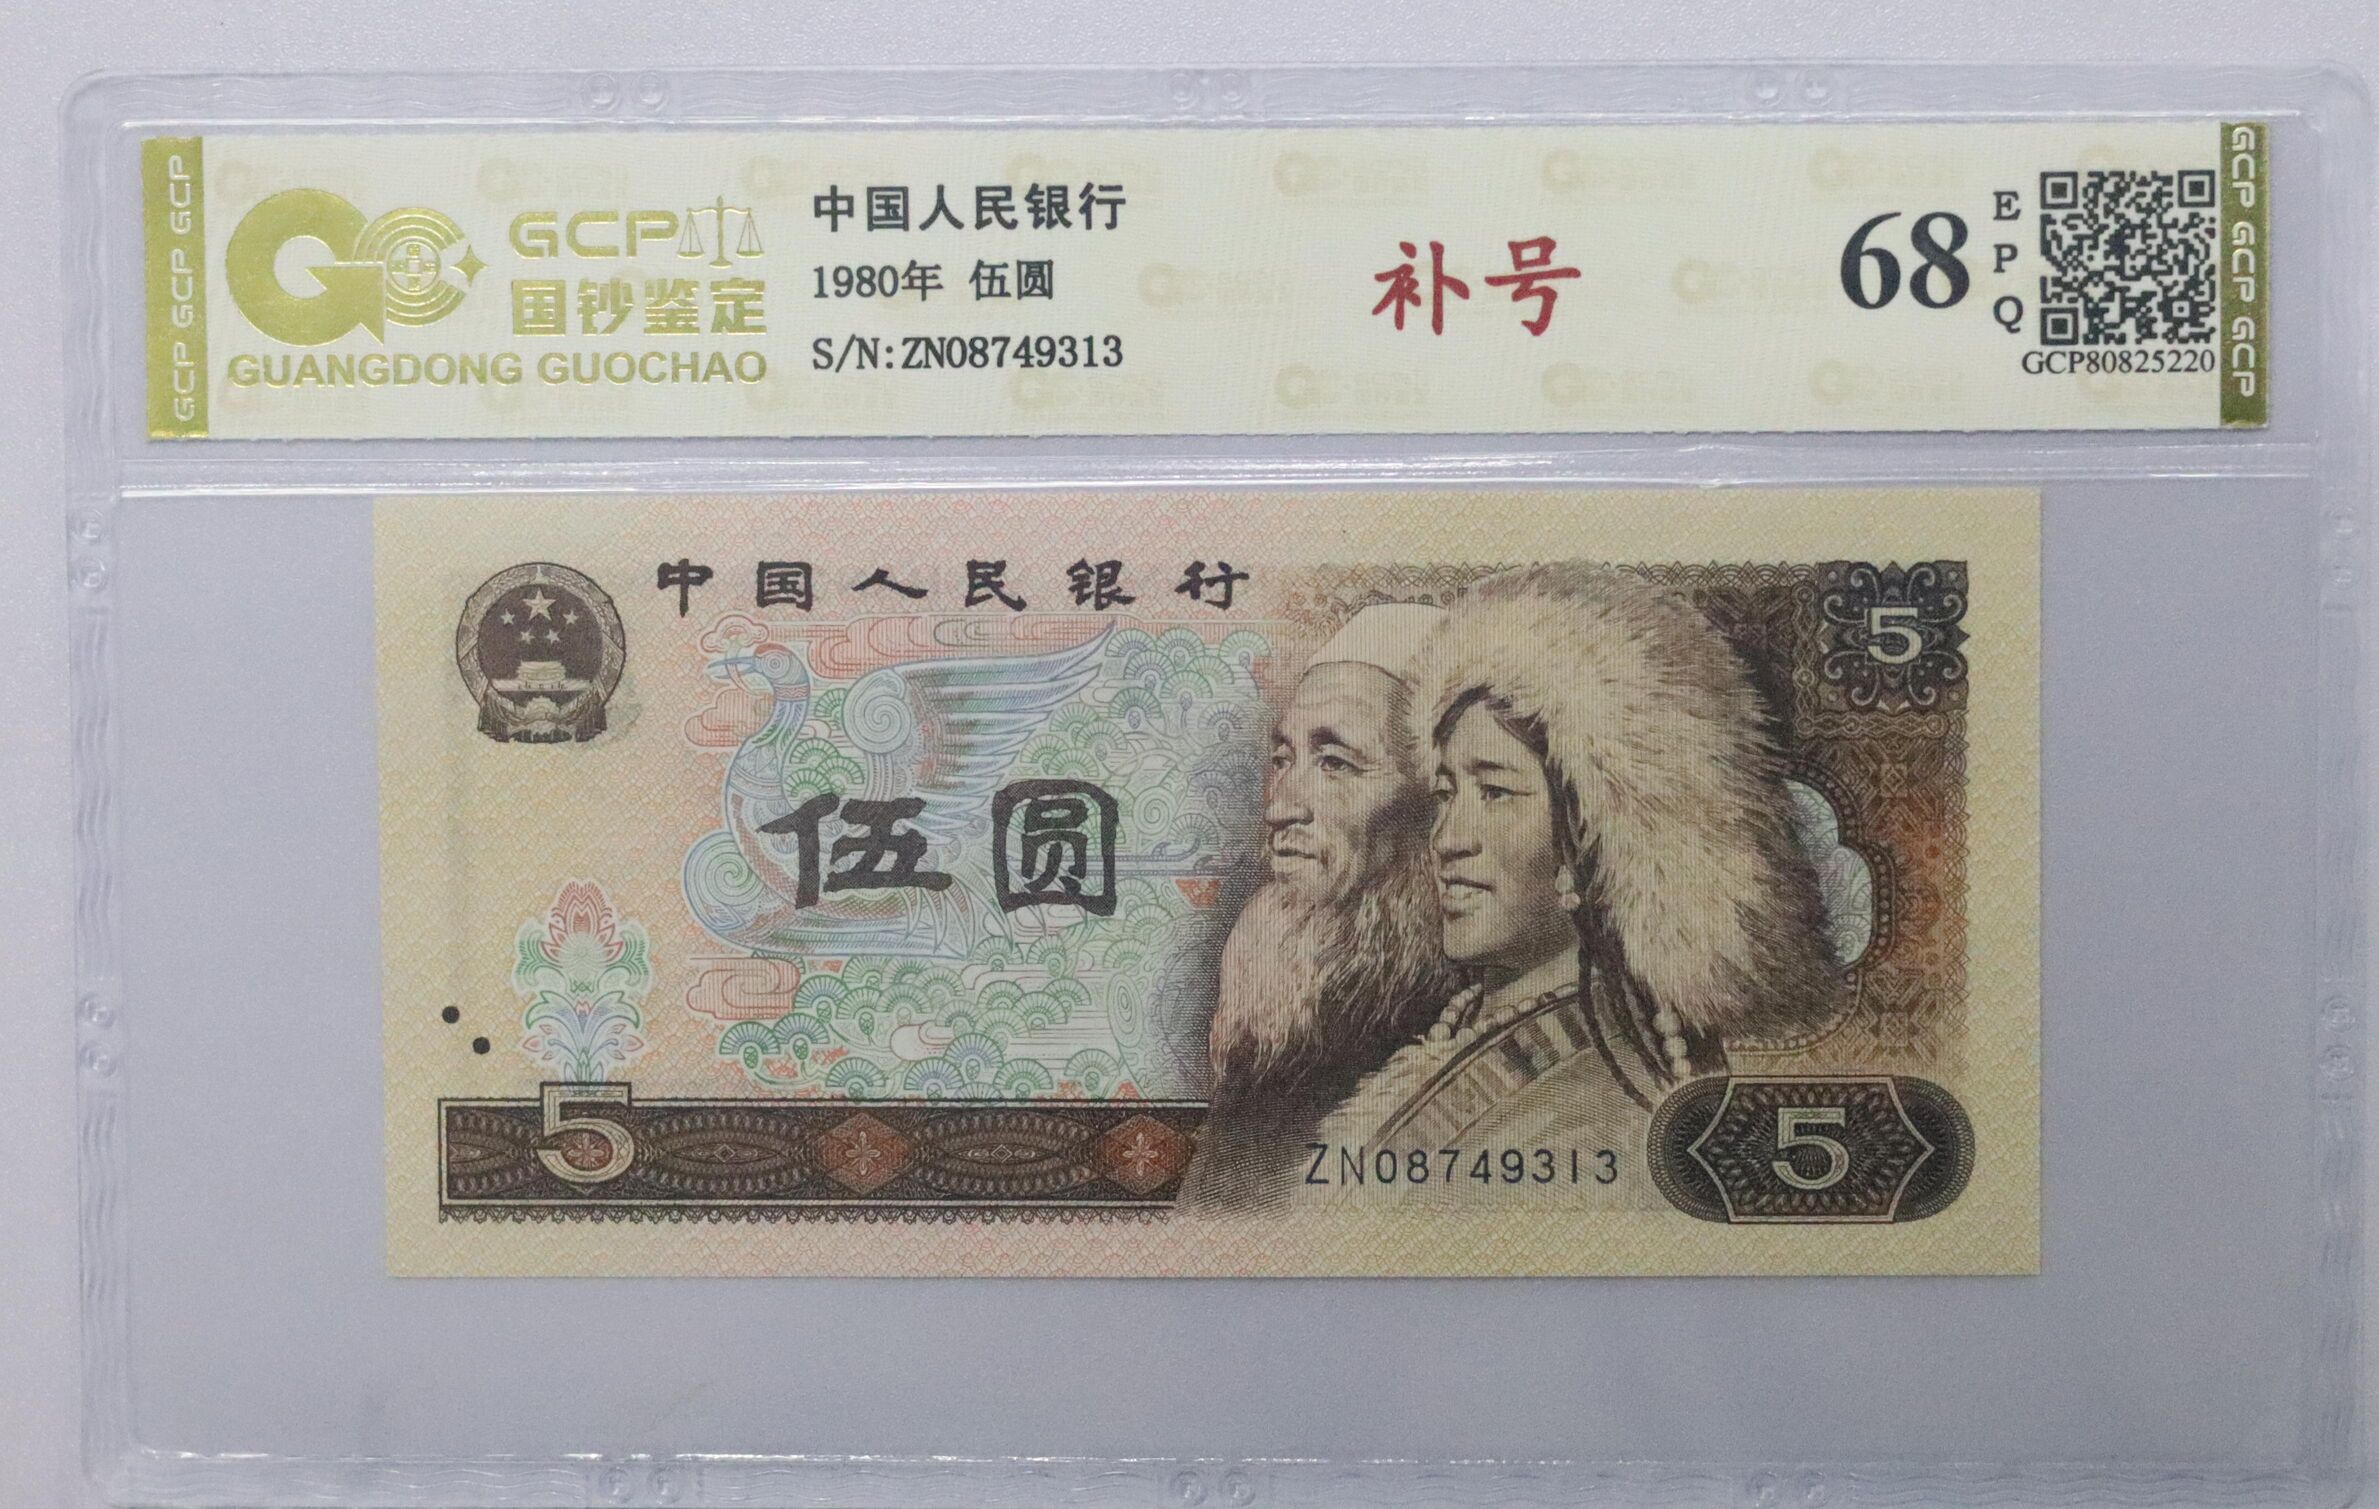 GCP GCP GCP
GCP
国钞鉴定
GUANGDONG GUOCHAO
中国人民银行
1980年 伍圆
S/N:ZN08749313
补号
68
EPQ
GCP80825220
GCP GCP GCP
中国人民银行
5
伍圆
5
ZN08749313
5